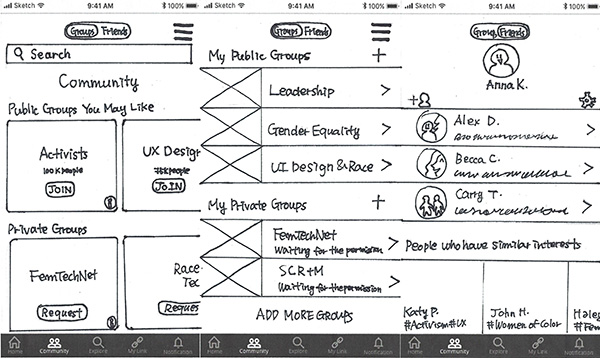 Sketch
9:41 AM
100%
Groups Friends
Search
Community
Public Groups You May Like
Activists
100 K people
JOIN
UX Design
people
JOIN
Private Groups
FemTechNet
Request
Race
Tec
Reques
Home
Community
Explore
My Link
Notification
Sketch
9:41 AM
100%
Groups Friends
My Public Groups +
Leadership >
Gender Equality >
UI Design & Race >
My Private Groups +
FemTechNet >
Waiting for the permission
SCR+M >
Waiting for the permission
ADD MORE GROUPS
Home
Community
Explore
My Link
Notification
Sketch
9:41 AM
100%
Group Friends
Anna K.
Alex D.
Becca C.
Cary T.
People who have similar interests
Katy P.
#Activism#UX
John H.
#Women of Color
Hale
#Fem
Home
Community
Explore
My Link
Notification